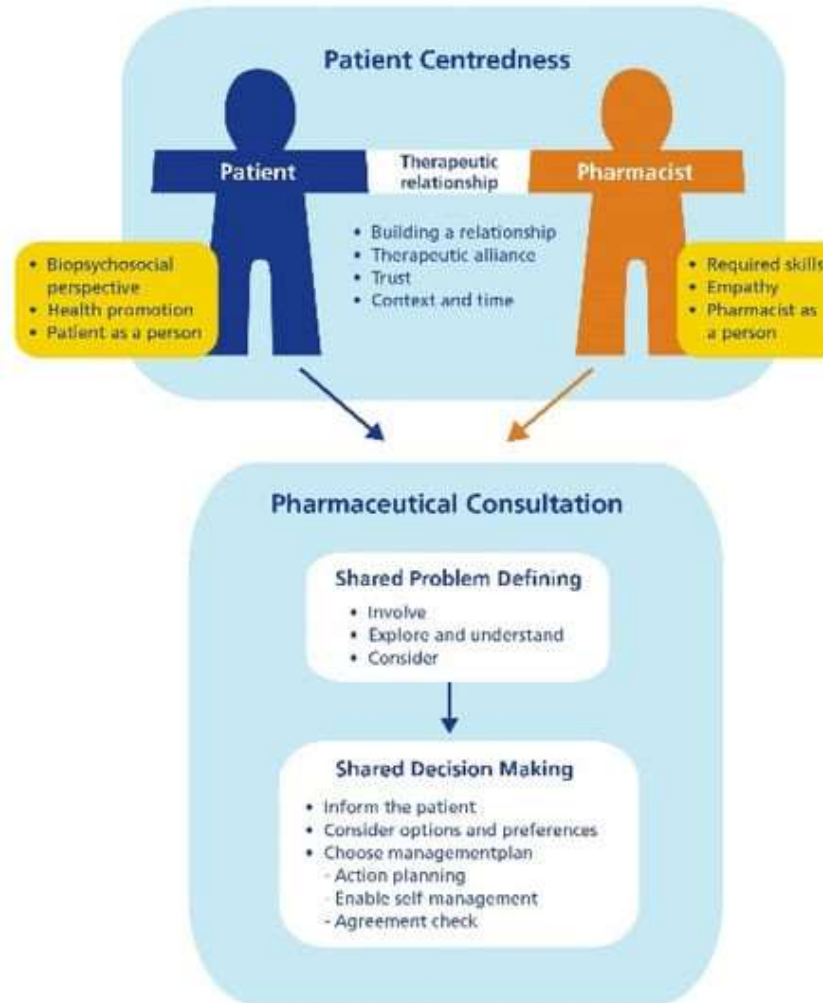 Patient Centredness
Patient
Therapeutic
relationship
Pharmacist
• Building a relationship
• Therapeutic alliance
• Trust
• Context and time
• Biopsychosocial
perspective
• Health promotion
• Patient as a person
• Required skills
• Empathy
• Pharmacist as
a person
Pharmaceutical Consultation
Shared Problem Defining
• Involve
• Explore and understand
• Consider
Shared Decision Making
• Inform the patient
• Consider options and preferences
• Choose managementplan
- Action planning
- Enable self management
- Agreement check